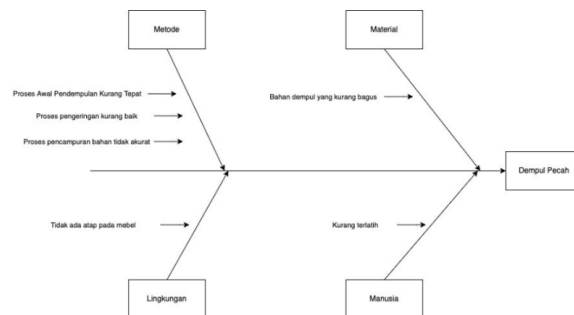 Metode
Material
Proses Awal Pendempulan Kurang Tepat
Bahan dempul yang kurang bagus
Proses pengeringan kurang baik
Proses pencampuran bahan tidak akurat
Dempul Pecah
Tidak ada atap pada mebel
Kurang terlatih
Lingkungan
Manusia